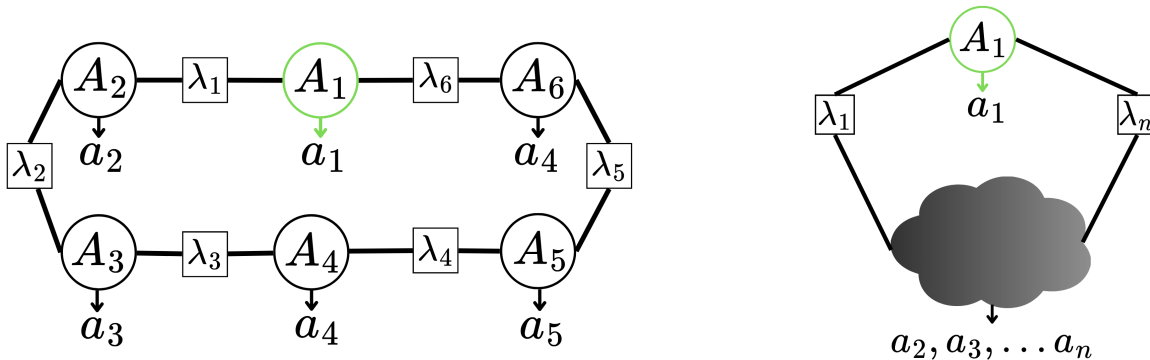 A₂ λ₁ A₁ λ₆ A₆
a₂ a₁ a₄
λ₂ λ₅
A₃ λ₃ A₄ λ₄ A₅
a₃ a₄ a₅
A₁
a₁
λ₁ λₙ
a₂, a₃, … aₙ